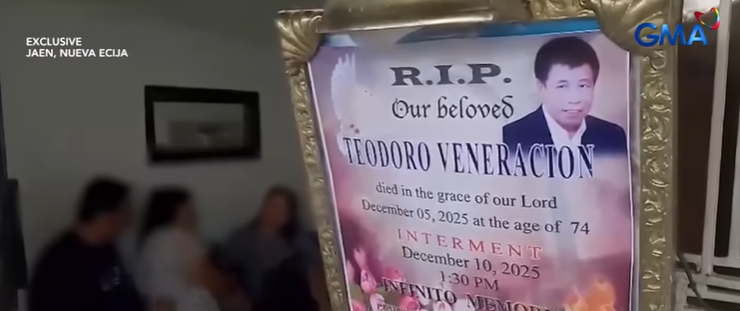 EXCLUSIVE
JAEN, NUEVA ECIJA
GMA
R.I.P.
Our beloved
TEODORO VENERACION
died in the grace of our Lord
December 05, 2025 at the age of 74
INTERMENT
December 10, 2025
1:30 PM
INFINITO